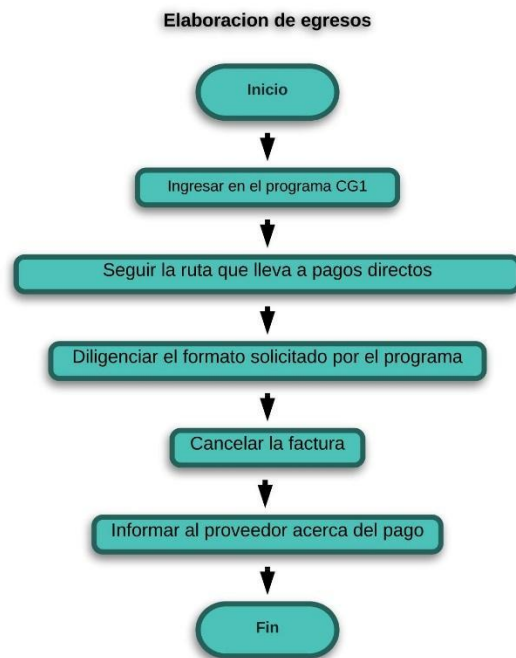 Elaboracion de egresos
Inicio
Ingresar en el programa CG1
Seguir la ruta que lleva a pagos directos
Diligenciar el formato solicitado por el programa
Cancelar la factura
Informar al proveedor acerca del pago
Fin